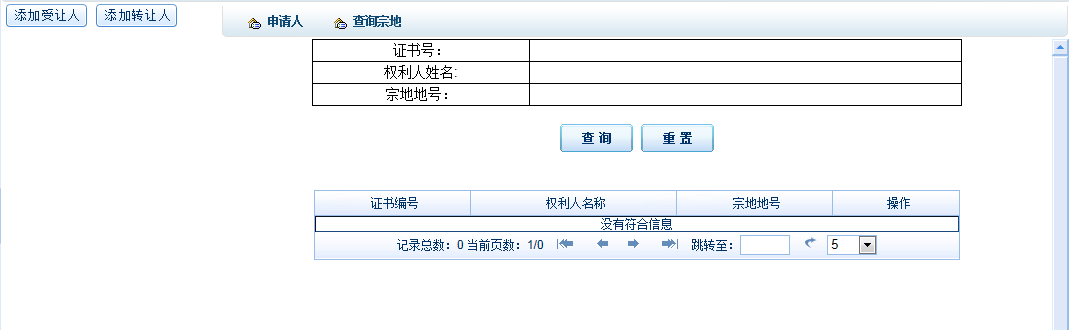 添加受让人 添加转让人 申请人 查询宗地
证书号：
权利人姓名:
宗地地号：
查 询 重 置
证书编号 权利人名称 宗地地号 操作
没有符合信息
记录总数：0 当前页数：1/0 跳转至： 5